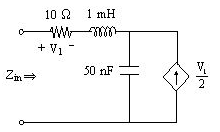 10 Ω 1 mH
+ V₁ -
Zin ⇒
50 nF
V₁/2